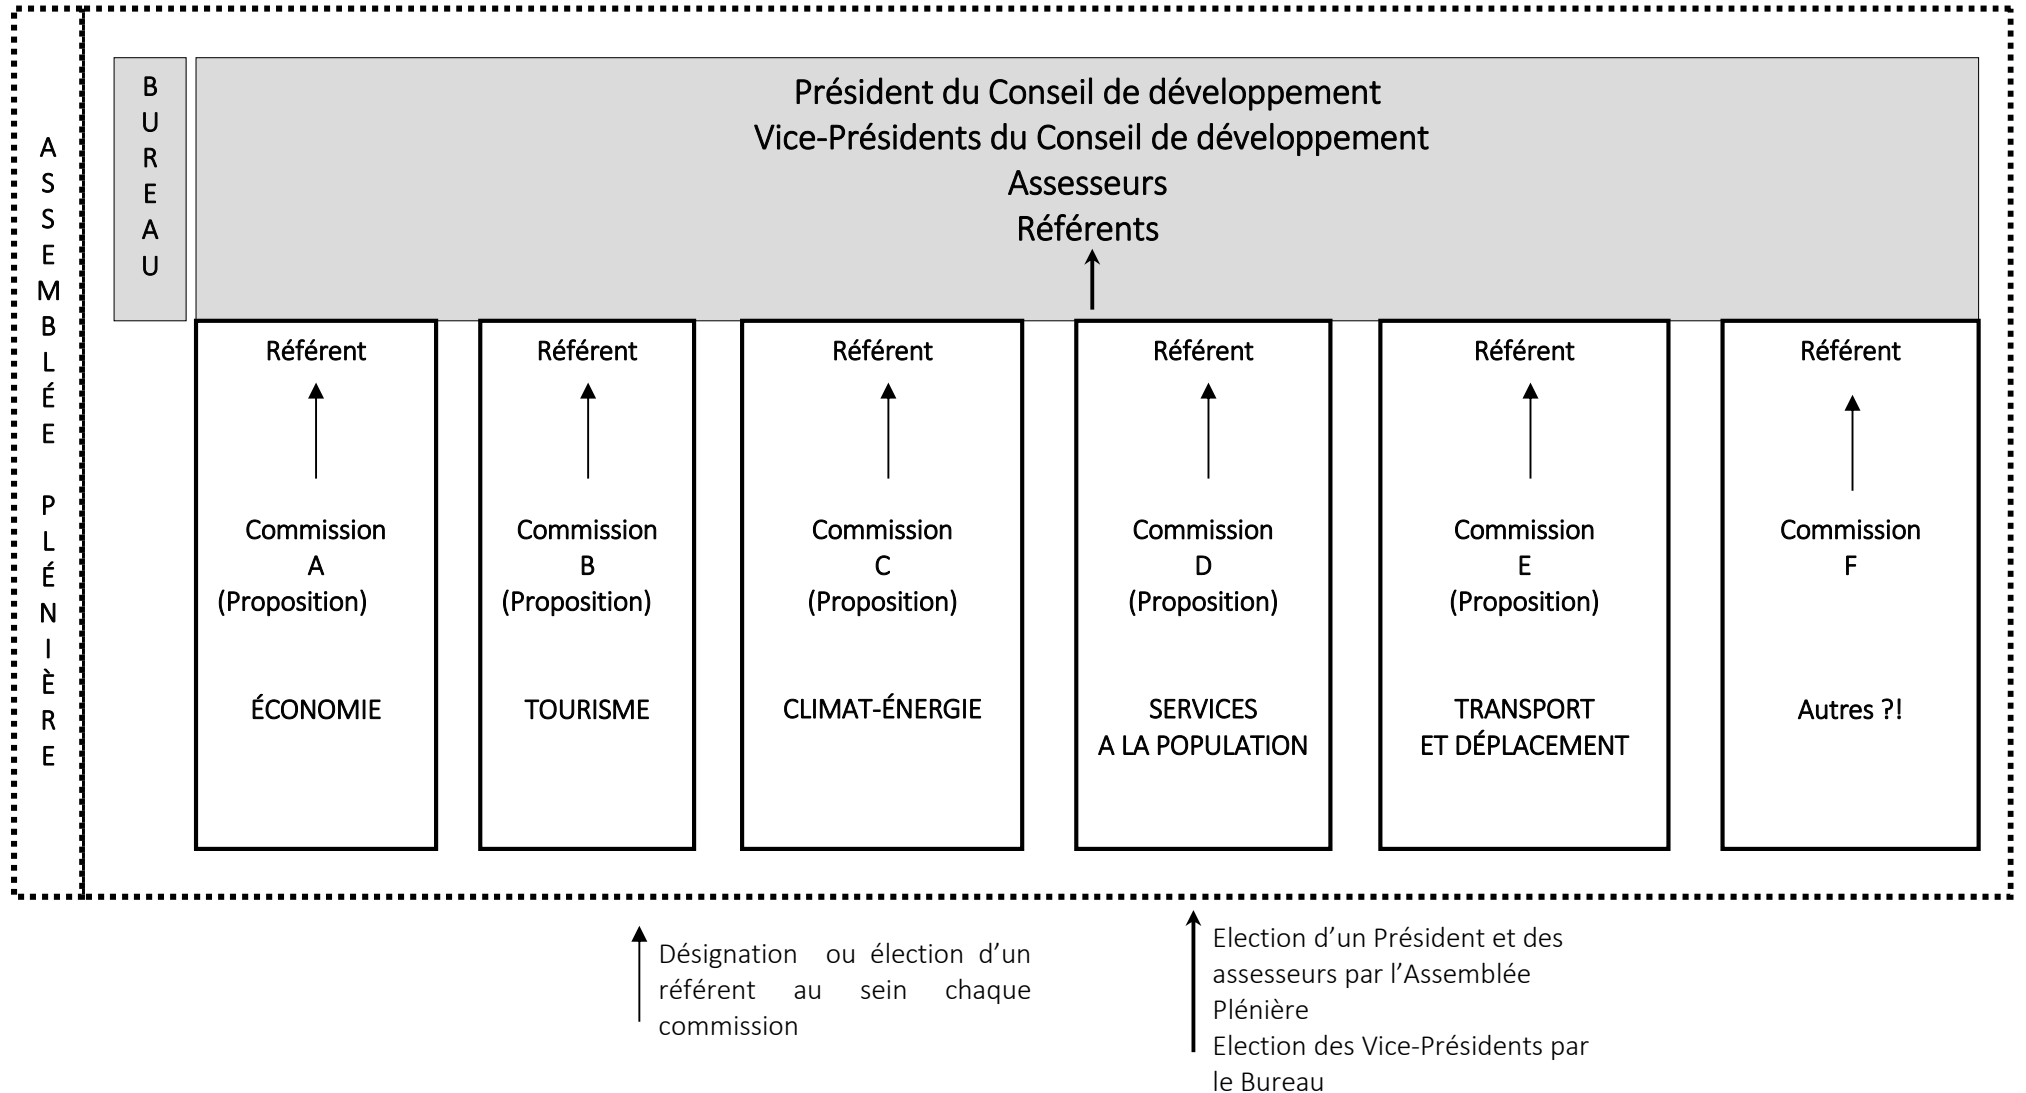 ASSEMBLÉE PLÉNIÈRE
BUREAU
Président du Conseil de développement
Vice-Présidents du Conseil de développement
Assesseurs
Référents
Référent
Commission
A
(Proposition)
ÉCONOMIE
Référent
Commission
B
(Proposition)
TOURISME
Référent
Commission
C
(Proposition)
CLIMAT-ÉNERGIE
Référent
Commission
D
(Proposition)
SERVICES
A LA POPULATION
Référent
Commission
E
(Proposition)
TRANSPORT
ET DÉPLACEMENT
Référent
Commission
F
Autres ?!
Désignation ou élection d’un
référent au sein chaque
commission
Election d’un Président et des
assesseurs par l’Assemblée
Plénière
Election des Vice-Présidents par
le Bureau